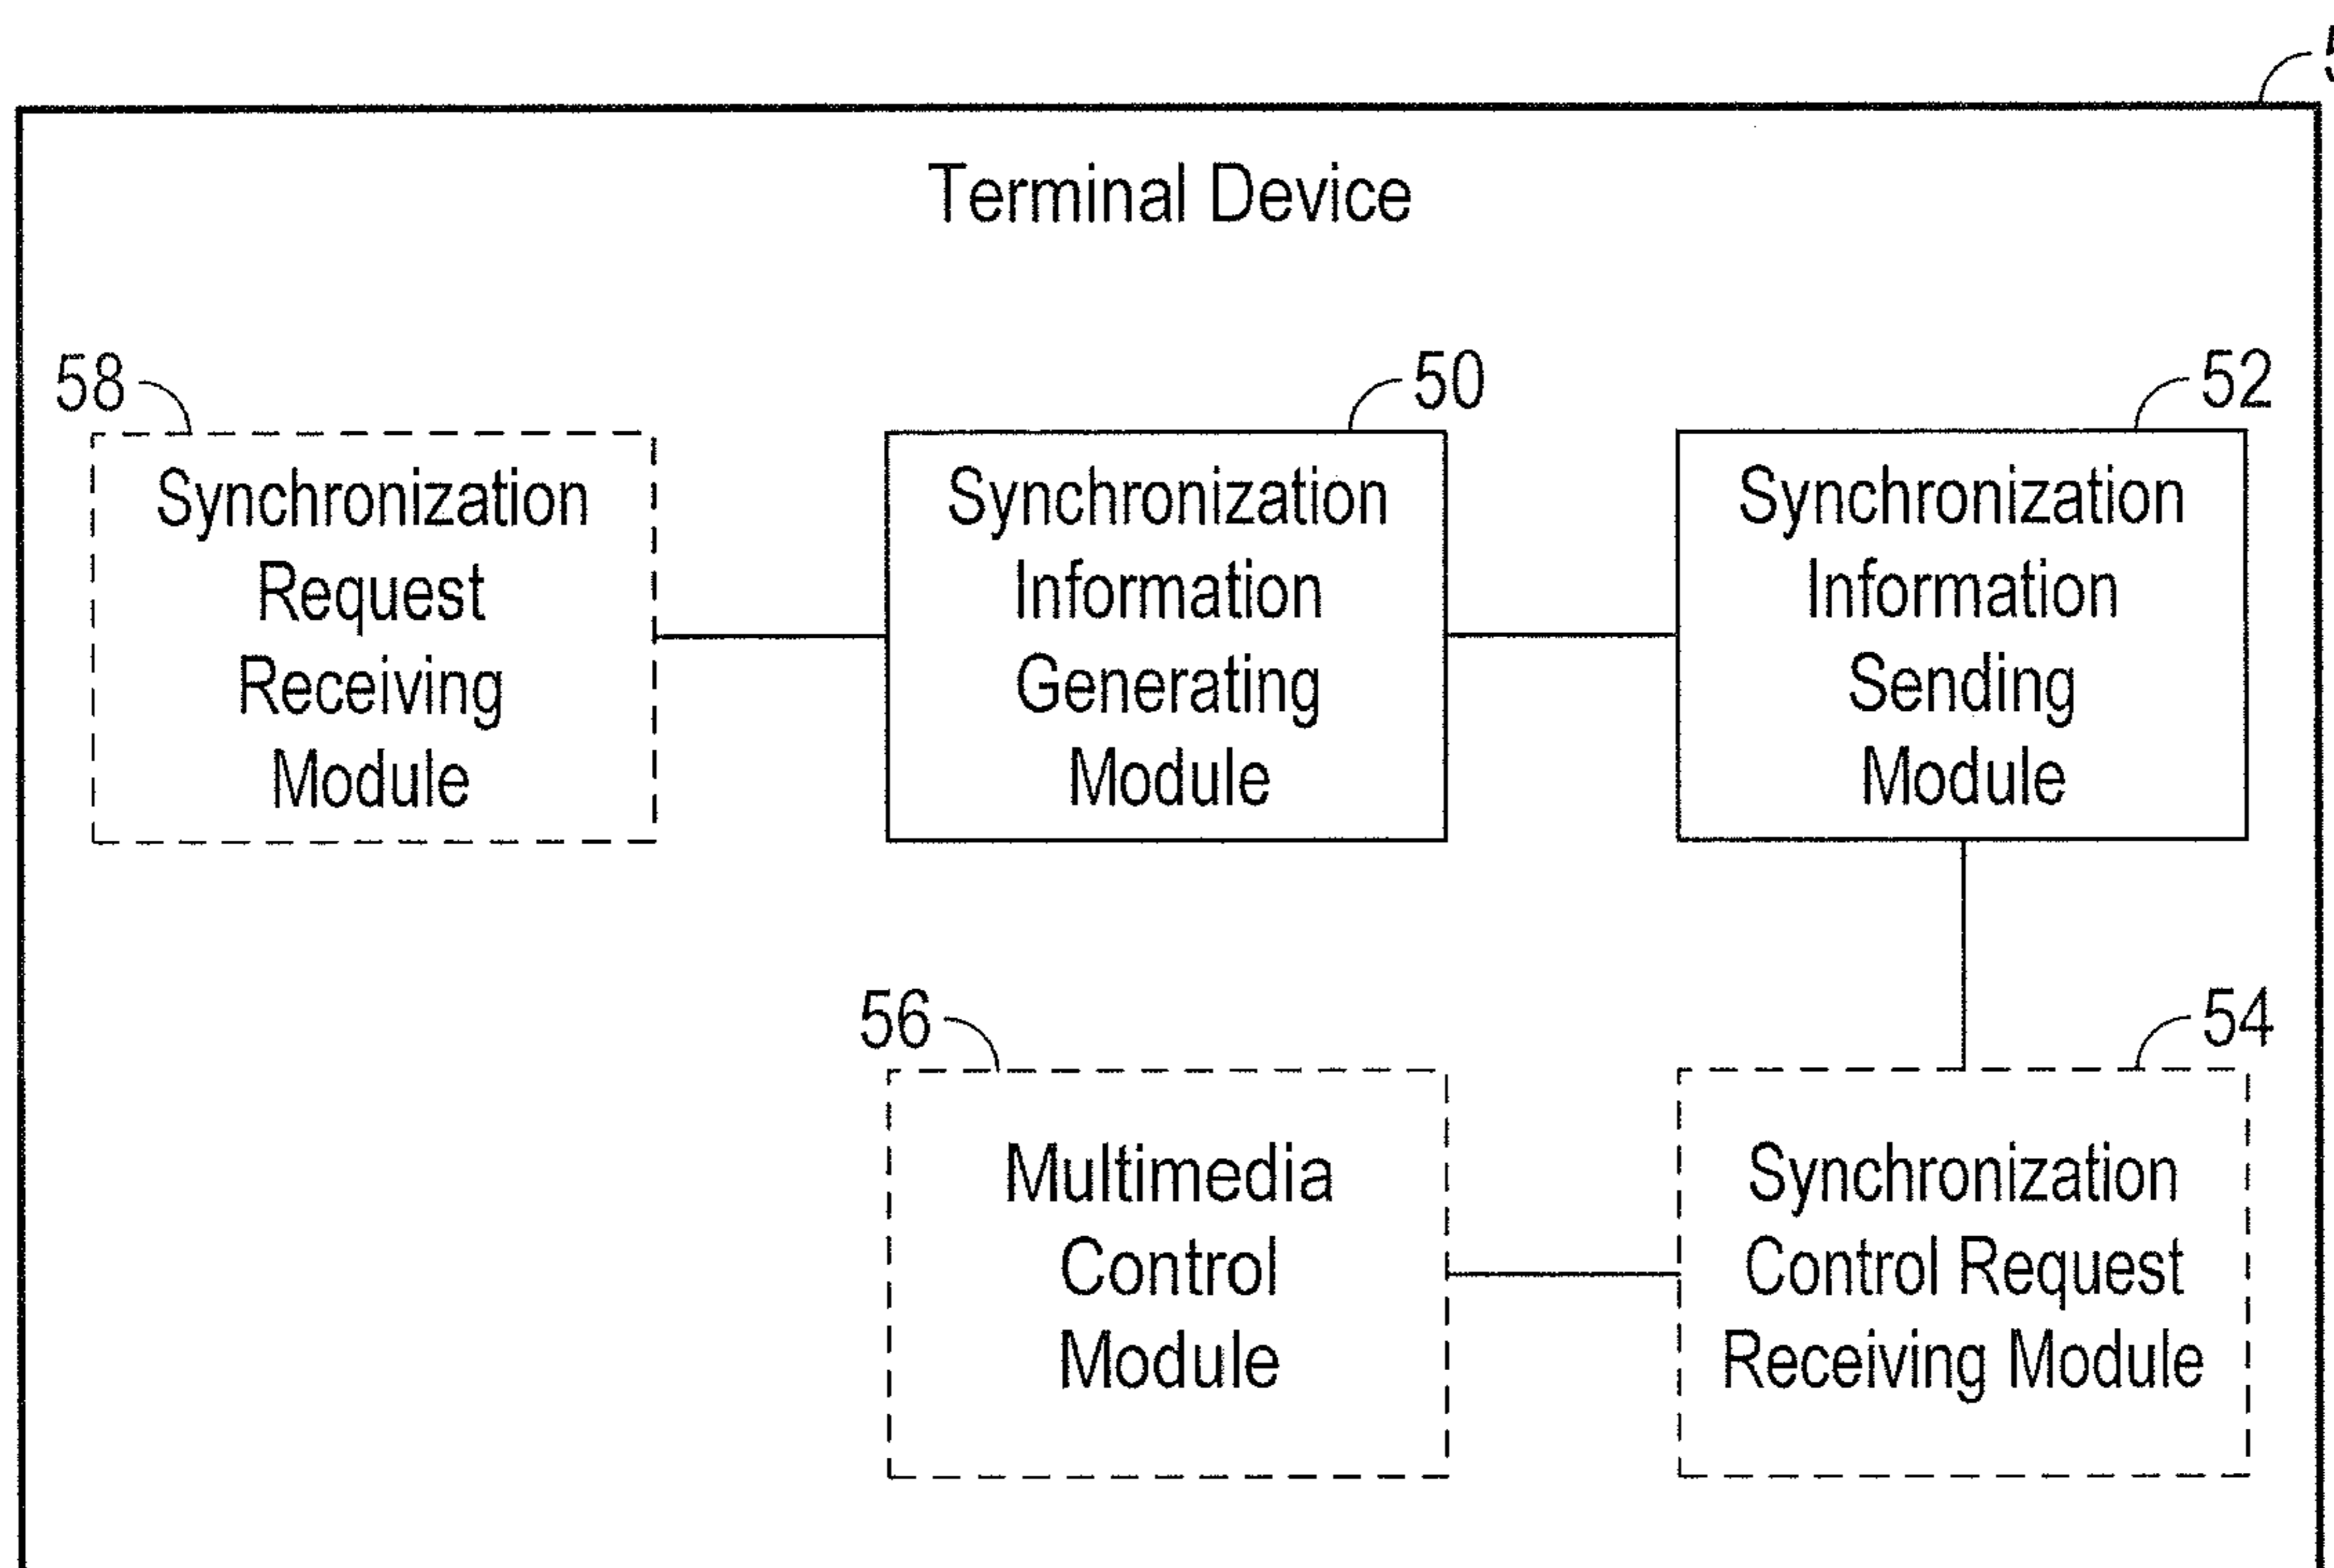 5
Terminal Device
58
50
52
Synchronization
Request
Receiving
Module
Synchronization
Information
Generating
Module
Synchronization
Information
Sending
Module
56
54
Multimedia
Control
Module
Synchronization
Control Request
Receiving Module